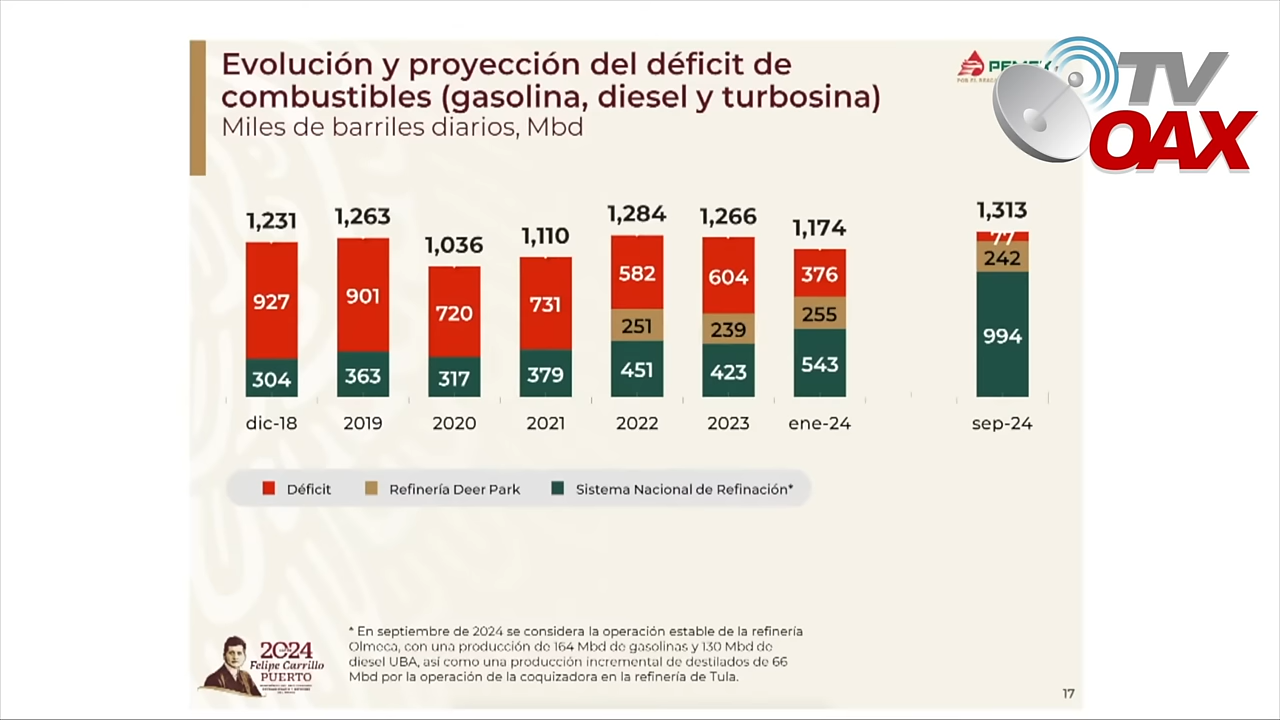 Evolución y proyección del déficit de
combustibles (gasolina, diesel y turbosina)
Miles de barriles diarios, Mbd
PEMEX
TV
OAX
1,231 1,263 1,036 1,110 1,284 1,266 1,174 1,313
927 901 720 731 582 604 376 77
251 239 255 242
304 363 317 379 451 423 543 994
dic-18 2019 2020 2021 2022 2023 ene-24 sep-24
Déficit Refinería Deer Park Sistema Nacional de Refinación*
* En septiembre de 2024 se considera la operación estable de la refinería
Olmeca, con una producción de 164 Mbd de gasolinas y 130 Mbd de
diesel UBA, así como una producción incremental de destilados de 66
Mbd por la operación de la coquizadora en la refinería de Tula.
2024
Felipe Carrillo
PUERTO
17